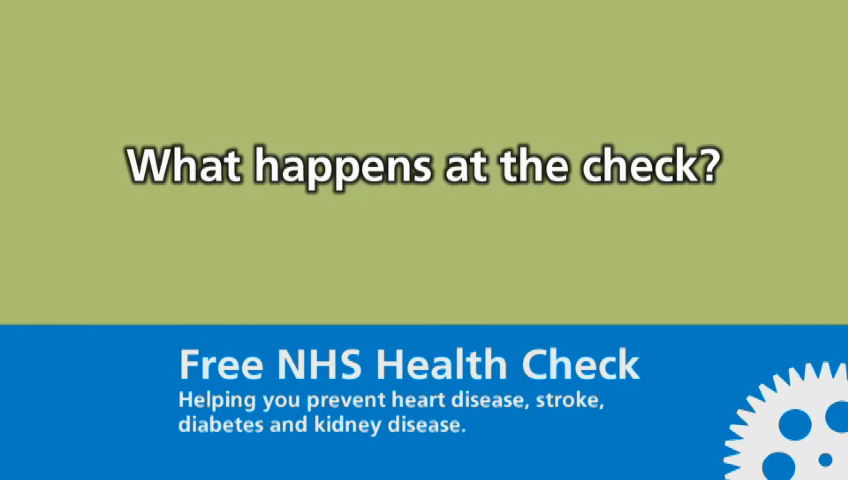 What happens at the check?
Free NHS Health Check
Helping you prevent heart disease, stroke,
diabetes and kidney disease.